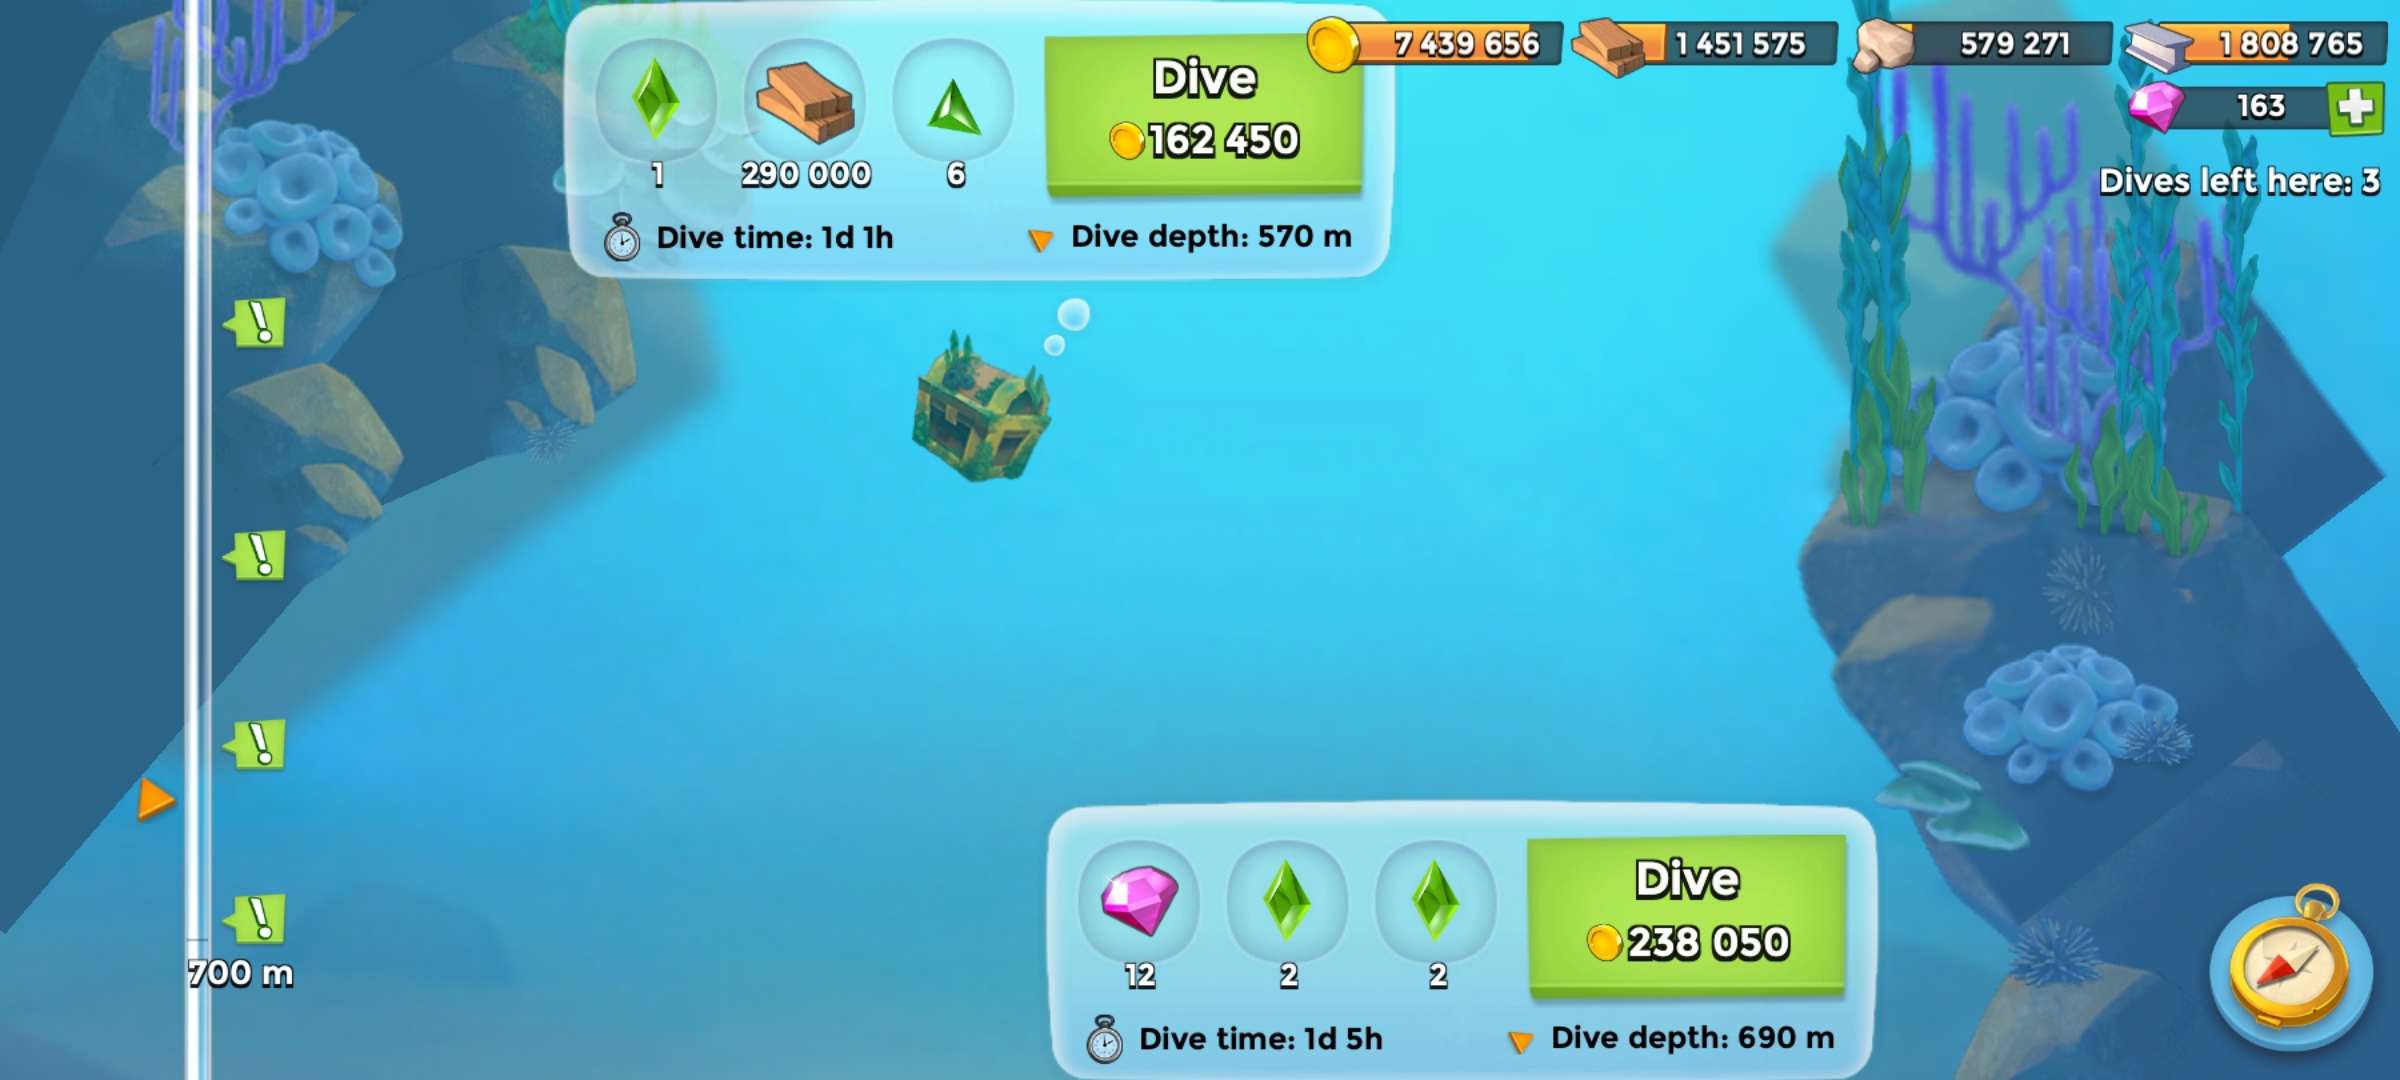 7 439 656
1 451 575
579 271
1 808 765
163
Dives left here: 3
1
290 000
6
Dive
162 450
Dive time: 1d 1h
Dive depth: 570 m
!
!
!
!
700 m
12
2
2
Dive
238 050
Dive time: 1d 5h
Dive depth: 690 m